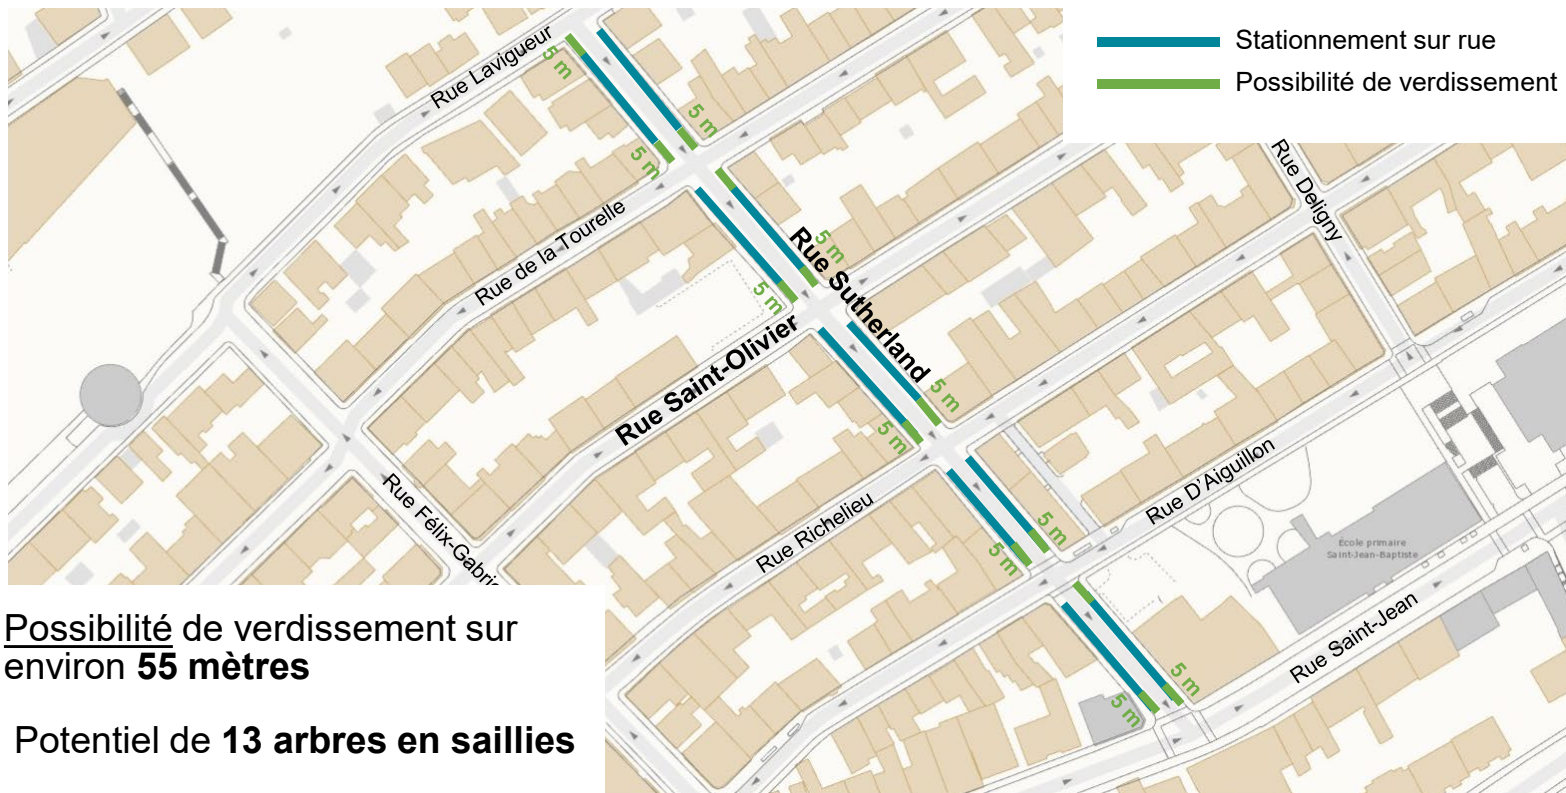 Stationnement sur rue
Possibilité de verdissement
Rue Lavigueur
5 m
5 m
5 m
Rue Deligny
Rue de la Tourelle
5 m
Rue Sutherland
5 m
Rue Saint-Olivier
5 m
5 m
Rue D'Aiguillon
Rue Félix-Gabrie
Rue Richelieu
5 m
5 m
École primaire
Saint-Jean-Baptiste
Rue Saint-Jean
5 m
5 m
Possibilité de verdissement sur
environ 55 mètres
Potentiel de 13 arbres en saillies